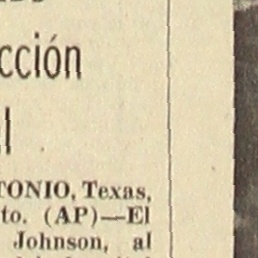 cción
l
TONIO, Texas,
to. (AP)—El
Johnson, al